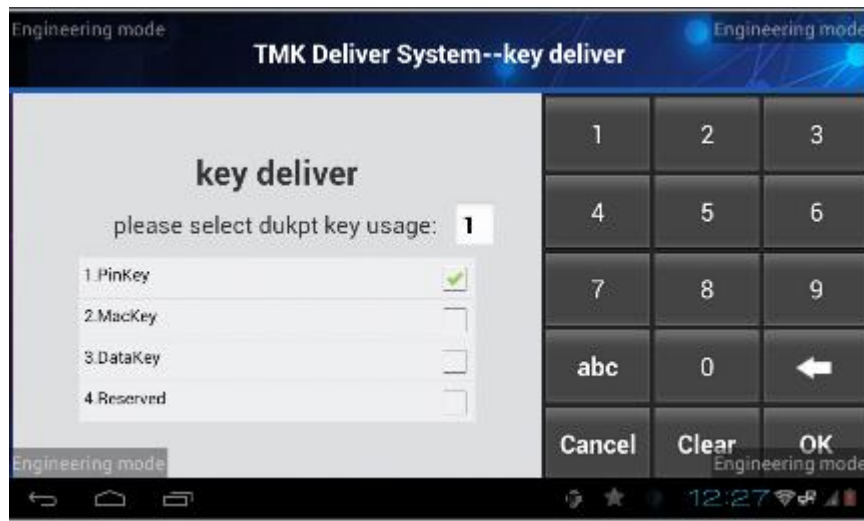 Engineering mode
Engineering mode
TMK Deliver System--key deliver
key deliver
please select dukpt key usage: 1
1.PinKey
2.MacKey
3.DataKey
4.Reserved
1 2 3
4 5 6
7 8 9
abc 0
Cancel Clear OK
Engineering mode
Engineering mode
12:27